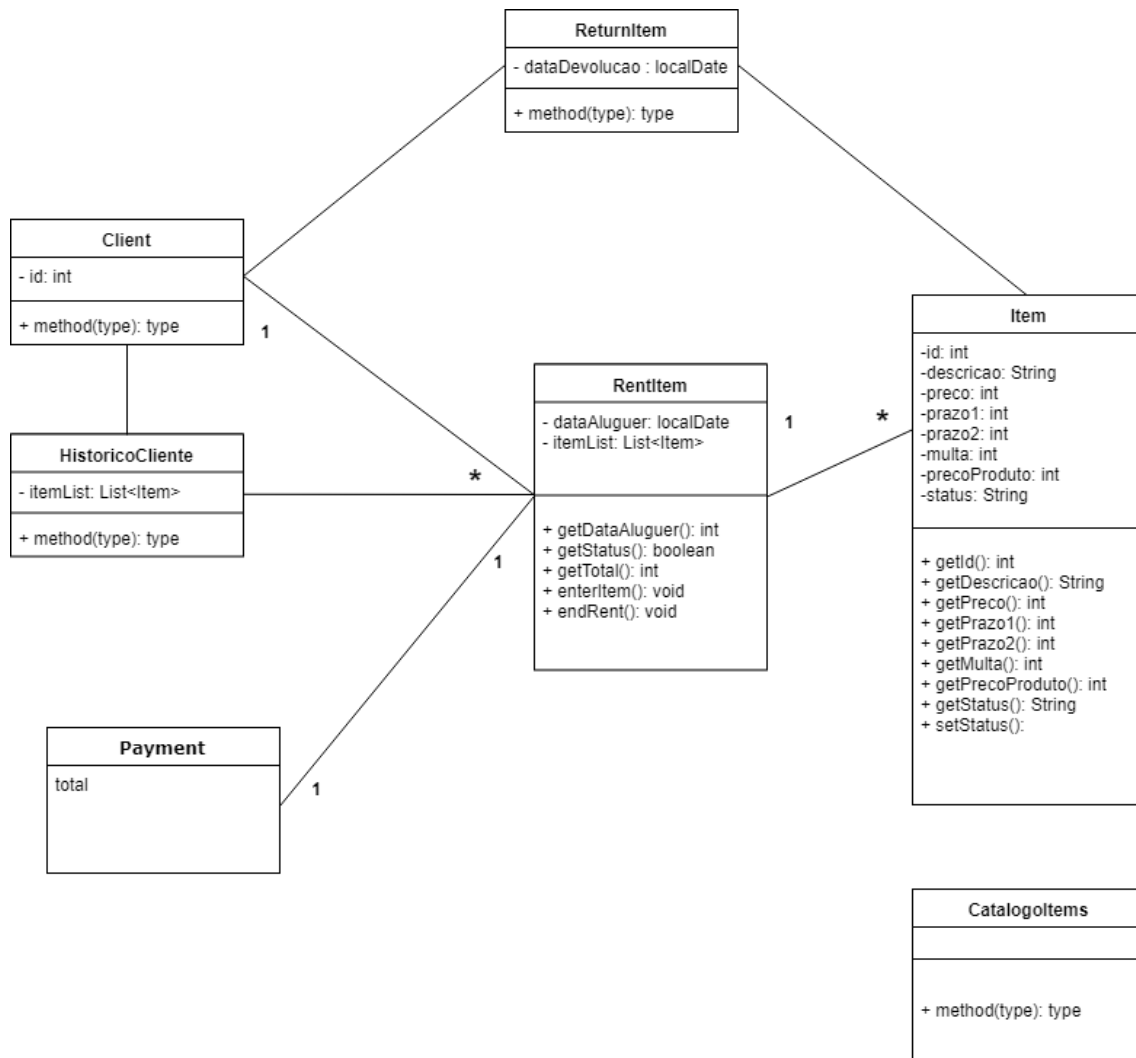 ReturnItem
- dataDevolucao : localDate
+ method(type): type
Client
- id: int
+ method(type): type
1
HistoricoCliente
- itemList: List<Item>
+ method(type): type
*
RentItem
- dataAluguer: localDate
- itemList: List<Item>
+ getDataAluguer(): int
+ getStatus(): boolean
+ getTotal(): int
+ enterItem(): void
+ endRent(): void
1
*
1
Item
-id: int
-descricao: String
-preco: int
-prazo1: int
-prazo2: int
-multa: int
-precoProduto: int
-status: String
+ getId(): int
+ getDescricao(): String
+ getPreco(): int
+ getPrazo1(): int
+ getPrazo2(): int
+ getMulta(): int
+ getPrecoProduto(): int
+ getStatus(): String
+ setStatus():
Payment
total
1
CatalogoItems
+ method(type): type